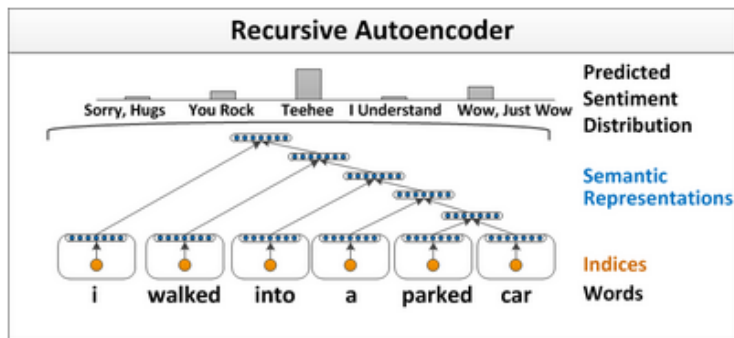 Recursive Autoencoder
Sorry, Hugs You Rock Teehee I Understand Wow, Just Wow
Predicted
Sentiment
Distribution
Semantic
Representations
Indices
i walked into a parked car
Words